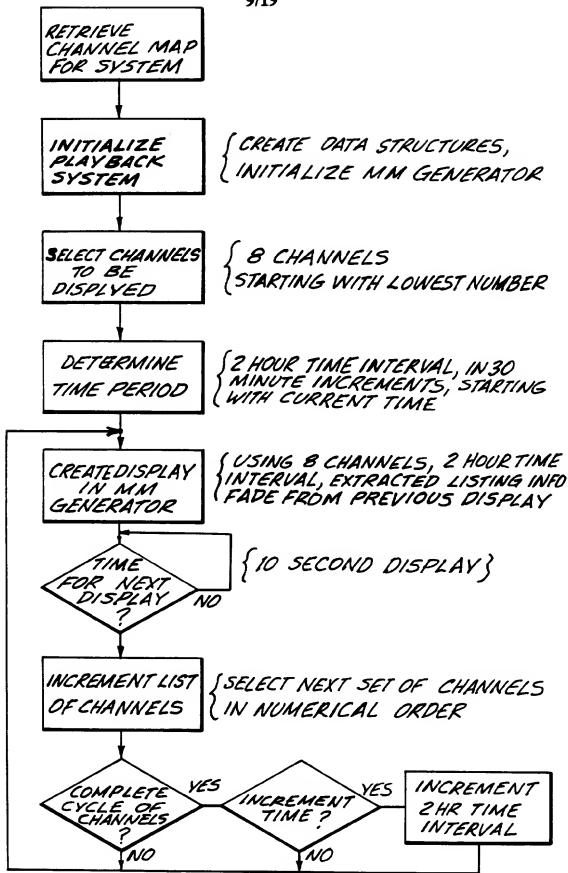 9/19
RETRIEVE
CHANNEL MAP
FOR SYSTEM
INITIALIZE
PLAYBACK
SYSTEM
{CREATE DATA STRUCTURES,
INITIALIZE MM GENERATOR
SELECT CHANNELS
TO BE
DISPLVED
{8 CHANNELS
STARTING WITH LOWEST NUMBER
DETERMINE
TIME PERIOD
{2 HOUR TIME INTERVAL, IN 30
MINUTE INCREMENTS, STARTING
WITH CURRENT TIME
CREATE DISPLAY
IN MM
GENERATOR
{USING 8 CHANNELS, 2 HOUR TIME
INTERVAL, EXTRACTED LISTING INFO
FADE FROM PREVIOUS DISPLAY
TIME
FOR NEXT
DISPLAY
?
NO
{10 SECOND DISPLAY}
INCREMENT LIST
OF CHANNELS
{SELECT NEXT SET OF CHANNELS
IN NUMERICAL ORDER
COMPLETE
CYCLE OF
CHANNELS
?
YES
NO
INCREMENT
TIME?
YES
NO
INCREMENT
2HR TIME
INTERVAL